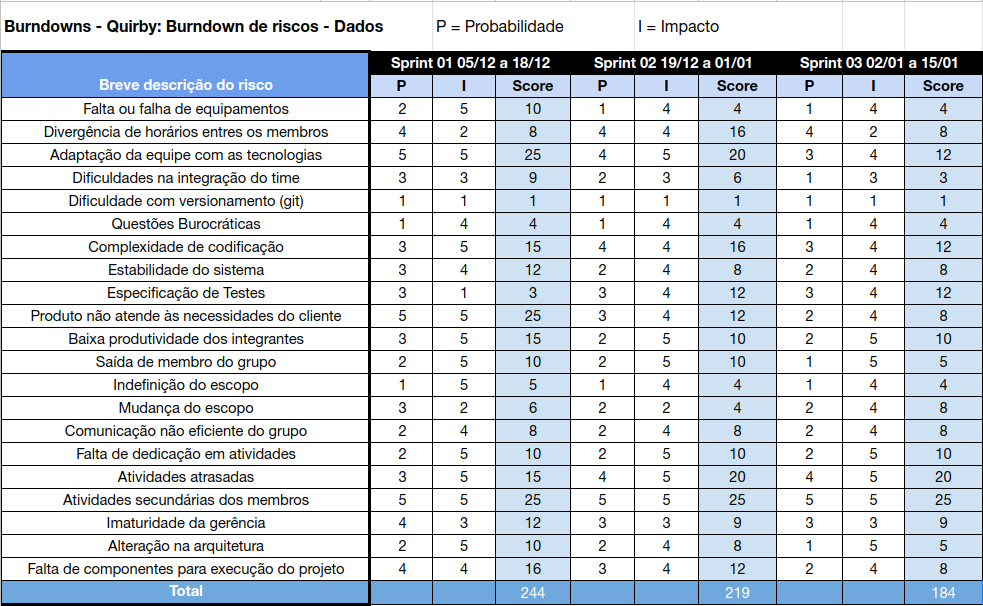 Burndowns - Quirby: Burndown de riscos - Dados P = Probabilidade I = Impacto
Sprint 01 05/12 a 18/12 Sprint 02 19/12 a 01/01 Sprint 03 02/01 a 15/01
Breve descrição do risco P I Score P I Score P I Score
Falta ou falha de equipamentos 2 5 10 1 4 4 1 4 4
Divergência de horários entres os membros 4 2 8 4 4 16 4 2 8
Adaptação da equipe com as tecnologias 5 5 25 4 5 20 3 4 12
Dificuldades na integração do time 3 3 9 2 3 6 1 3 3
Dificuldade com versionamento (git) 1 1 1 1 1 1 1 1 1
Questões Burocráticas 1 4 4 1 4 4 1 4 4
Complexidade de codificação 3 5 15 4 4 16 3 4 12
Estabilidade do sistema 3 4 12 2 4 8 2 4 8
Especificação de Testes 3 1 3 3 4 12 3 4 12
Produto não atende às necessidades do cliente 5 5 25 3 4 12 2 4 8
Baixa produtividade dos integrantes 3 5 15 2 5 10 2 5 10
Saída de membro do grupo 2 5 10 2 5 10 1 5 5
Indefinição do escopo 1 5 5 1 4 4 1 4 4
Mudança do escopo 3 2 6 2 2 4 2 4 8
Comunicação não eficiente do grupo 2 4 8 2 4 8 2 4 8
Falta de dedicação em atividades 2 5 10 2 5 10 2 5 10
Atividades atrasadas 3 5 15 4 5 20 4 5 20
Atividades secundárias dos membros 5 5 25 5 5 25 5 5 25
Imaturidade da gerência 4 3 12 3 3 9 3 3 9
Alteração na arquitetura 2 5 10 2 4 8 1 5 5
Falta de componentes para execução do projeto 4 4 16 3 4 12 2 4 8
Total 244 219 184